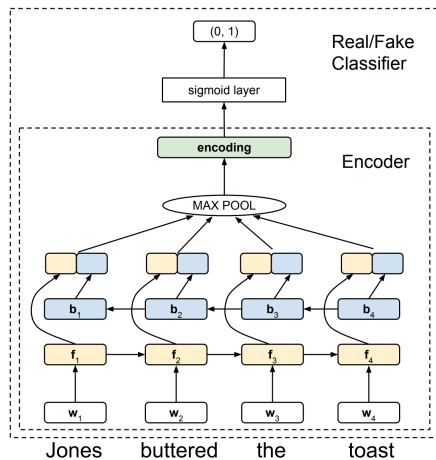 (0, 1)
Real/Fake
Classifier
sigmoid layer
encoding
Encoder
MAX POOL
b₁ b₂ b₃ b₄
f₁ f₂ f₃ f₄
w₁ w₂ w₃ w₄
Jones buttered the toast